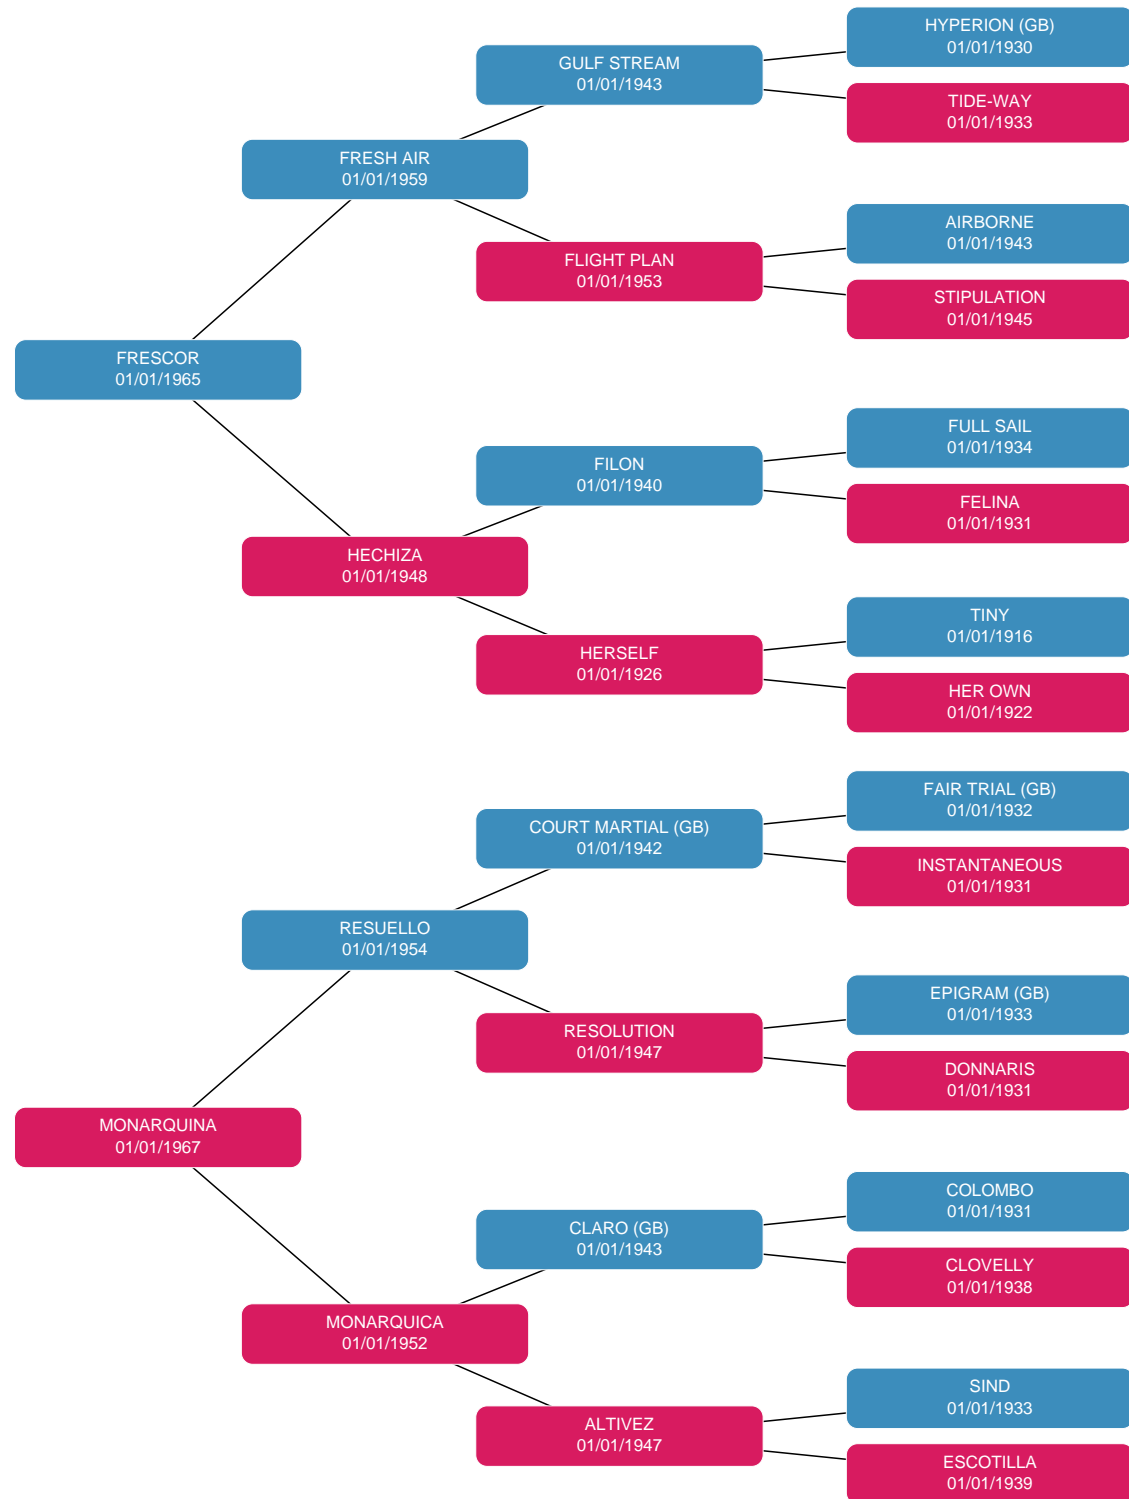 HYPERION (GB)
01/01/1930
GULF STREAM
01/01/1943
TIDE-WAY
01/01/1933
FRESH AIR
01/01/1959
AIRBORNE
01/01/1943
FLIGHT PLAN
01/01/1953
STIPULATION
01/01/1945
FRESCOR
01/01/1965
FULL SAIL
01/01/1934
FILON
01/01/1940
FELINA
01/01/1931
HECHIZA
01/01/1948
TINY
01/01/1916
HERSELF
01/01/1926
HER OWN
01/01/1922
FAIR TRIAL (GB)
01/01/1932
COURT MARTIAL (GB)
01/01/1942
INSTANTANEOUS
01/01/1931
RESUELLO
01/01/1954
EPIGRAM (GB)
01/01/1933
RESOLUTION
01/01/1947
DONNARIS
01/01/1931
MONARQUINA
01/01/1967
COLOMBO
01/01/1931
CLARO (GB)
01/01/1943
CLOVELLY
01/01/1938
MONARQUICA
01/01/1952
SIND
01/01/1933
ALTIVEZ
01/01/1947
ESCOTILLA
01/01/1939